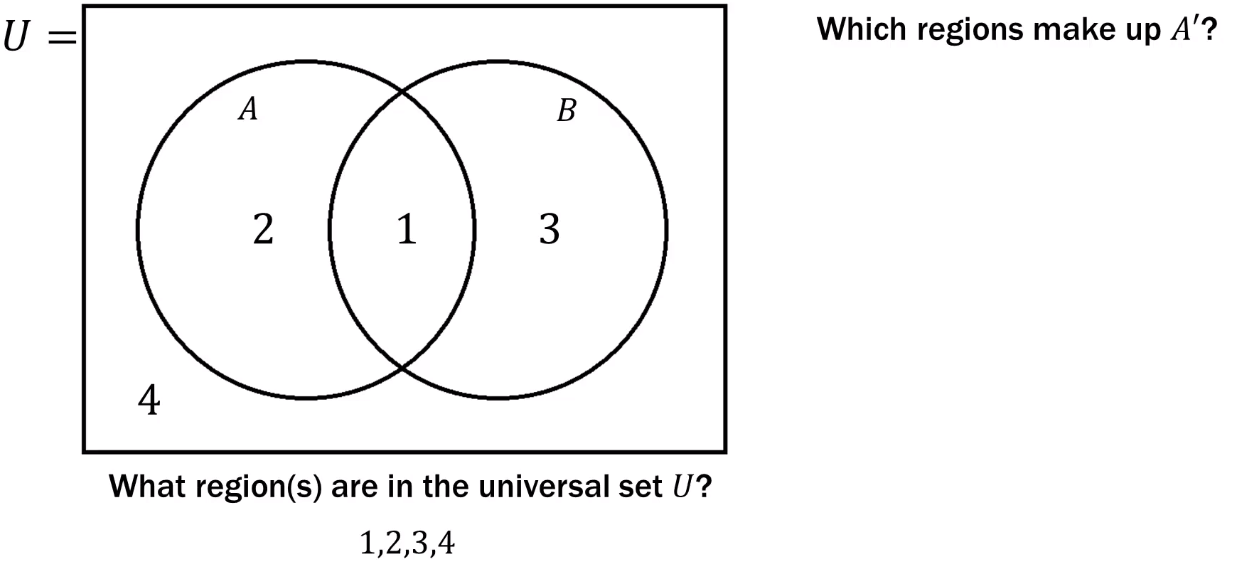 U =
Which regions make up A′?
A
B
2
1
3
4
What region(s) are in the universal set U?
1,2,3,4